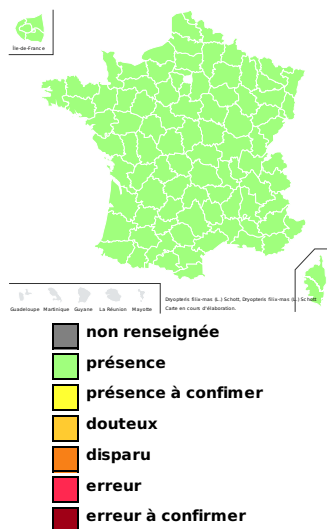 Île-de-France
Guadeloupe Martinique Guyane La Réunion Mayotte
Dryopteris filix-mas (L.) Schott, Dryopteris filix-mas (L.) Schott
Carte en cours d'élaboration.
non renseignée
présence
présence à confimer
douteux
disparu
erreur
erreur à confirmer